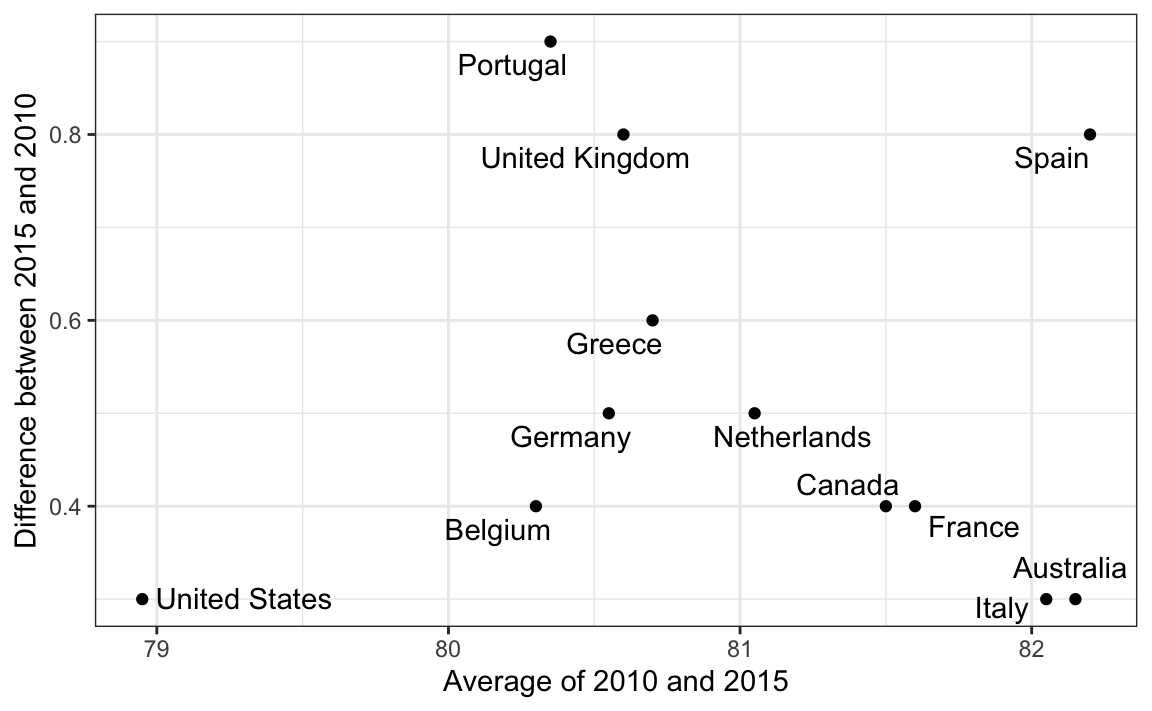 Portugal
0.8
United Kingdom
Spain
Difference between 2015 and 2010
0.6
Greece
Germany
Netherlands
Canada
0.4
Belgium
France
Australia
United States
Italy
79
80
81
82
Average of 2010 and 2015